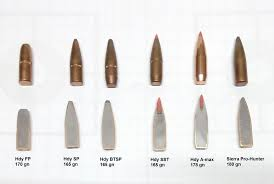 Hdy FP
170 gn
Hdy SP
165 gn
Hdy BTSP
165 gn
Hdy SST
165 gn
Hdy A-max
178 gn
Sierra Pro-Hunter
180 gn